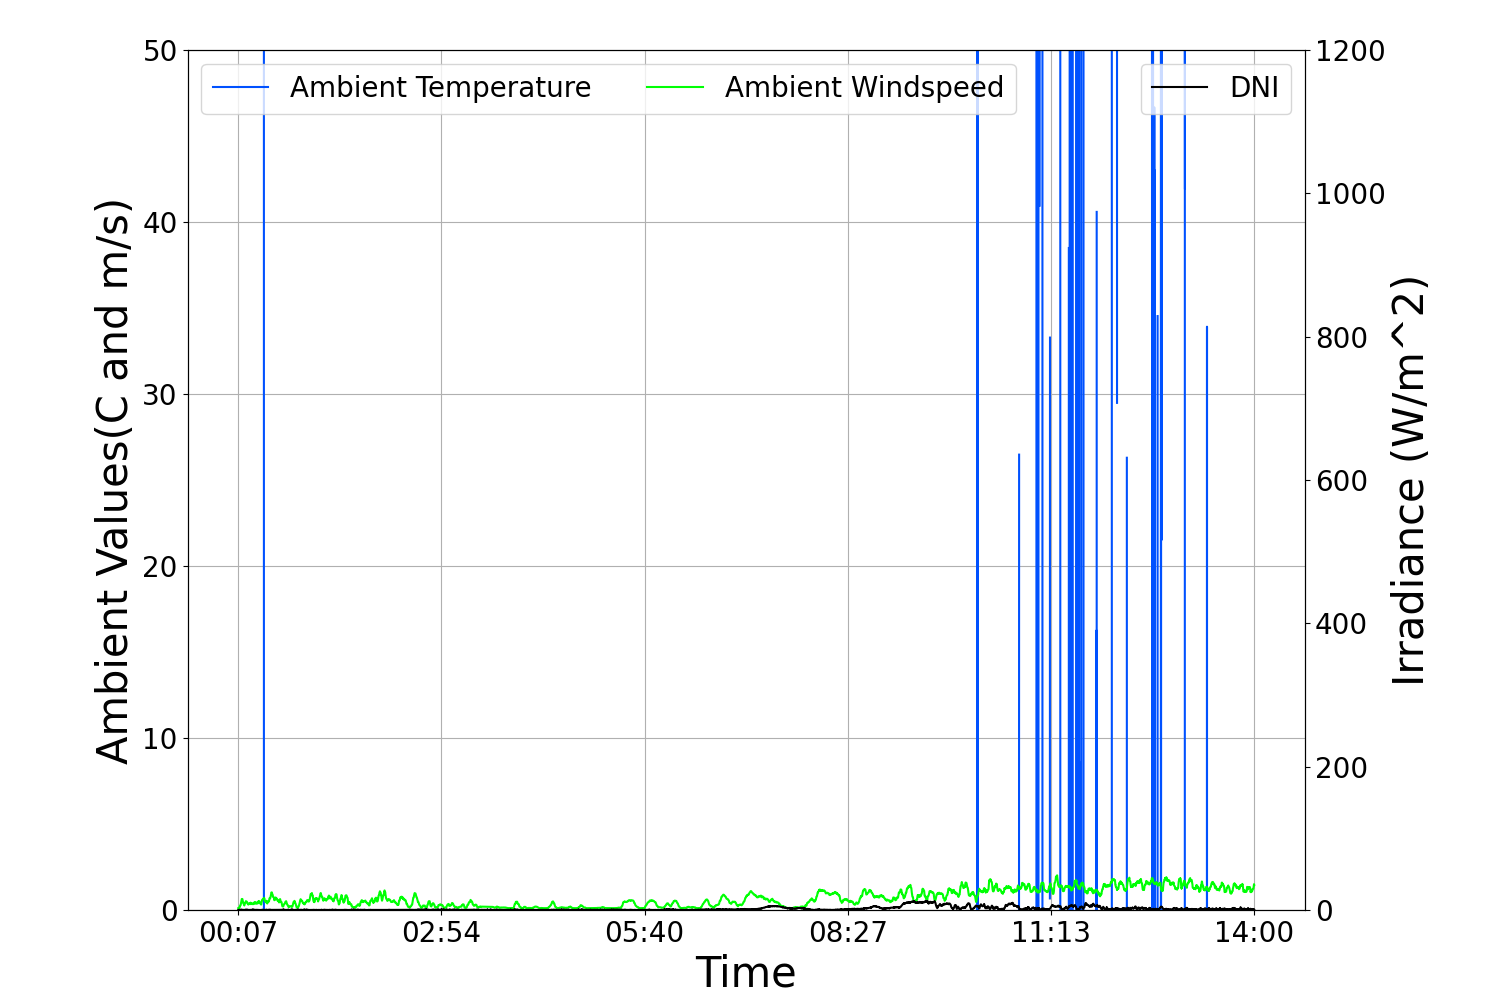 Ambient Temperature Ambient Windspeed DNI
Ambient Values(C and m/s)
50
40
30
20
10
0
1200
1000
800
600
400
200
0
Irradiance (W/m^2)
00:07 02:54 05:40 08:27 11:13 14:00
Time